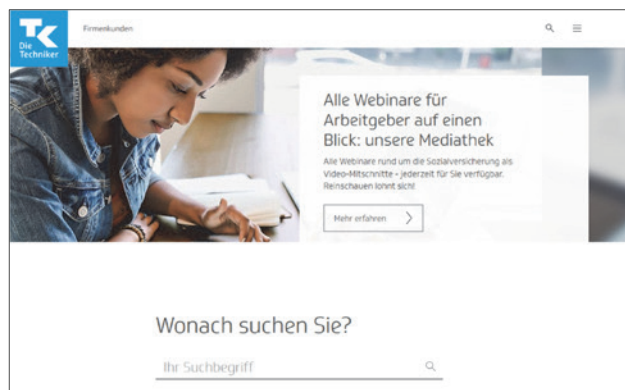 TK
Die
Techniker
Firmenkunden
Alle Webinare für
Arbeitgeber auf einen
Blick: unsere Mediathek
Alle Webinare rund um die Sozialversicherung als
Video-Mitschnitte - jederzeit für Sie verfügbar.
Reinschauen lohnt sich!
Mehr erfahren
Wonach suchen Sie?
Ihr Suchbegriff